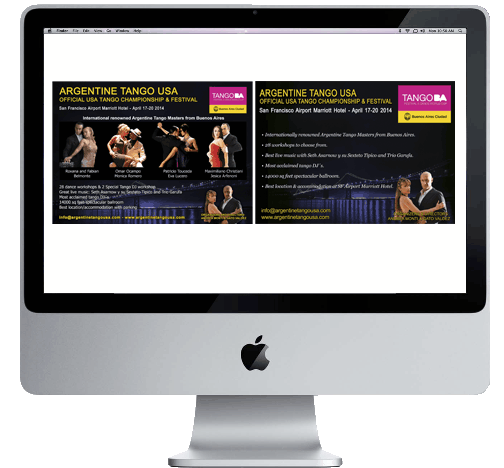 Finder File Edit View Go Window Help
Mon 10:58 AM
ARGENTINE TANGO USA
OFFICIAL USA TANGO CHAMPIONSHIP & FESTIVAL
San Francisco Airport Marriott Hotel - April 17-20 2014
TANGO BA
Buenos Aires Ciudad
International renowned Argentine Tango Masters from Buenos Aires
Roxana and Fabian
Belmonte
Omar Ocampo
Monica Romero
Patricio Touceda
Eva Lucero
Maximiliano Christiani
Jesica Arfenoni
28 dance workshops & 2 Special Tango DJ workshop
Great live music: Seth Asarnow y su Sexteto Tipico and Trio Garufa
Most acclaimed tango DJs
14000 sq feet spectacular ballroom
Best location/accommodation with parking
info@argentinetangousa.com - www.argentinetangousa.com
ARGENTINE TANGO USA
OFFICIAL USA TANGO CHAMPIONSHIP & FESTIVAL
San Francisco Airport Marriott Hotel - April 17-20 2014
TANGO BA
Buenos Aires Ciudad
• Internationally renowned Argentine Tango Masters from Buenos Aires.
• 28 workshops to choose from.
• Best live music with Seth Asarnow y su Sexteto Tipico and Trio Garufa.
• Most acclaimed tango DJ´s.
• 14000 sq feet spectacular ballroom.
• Best location & accommodation at SF Airport Marriott Hotel.
info@argentinetangousa.com
www.argentinetangousa.com